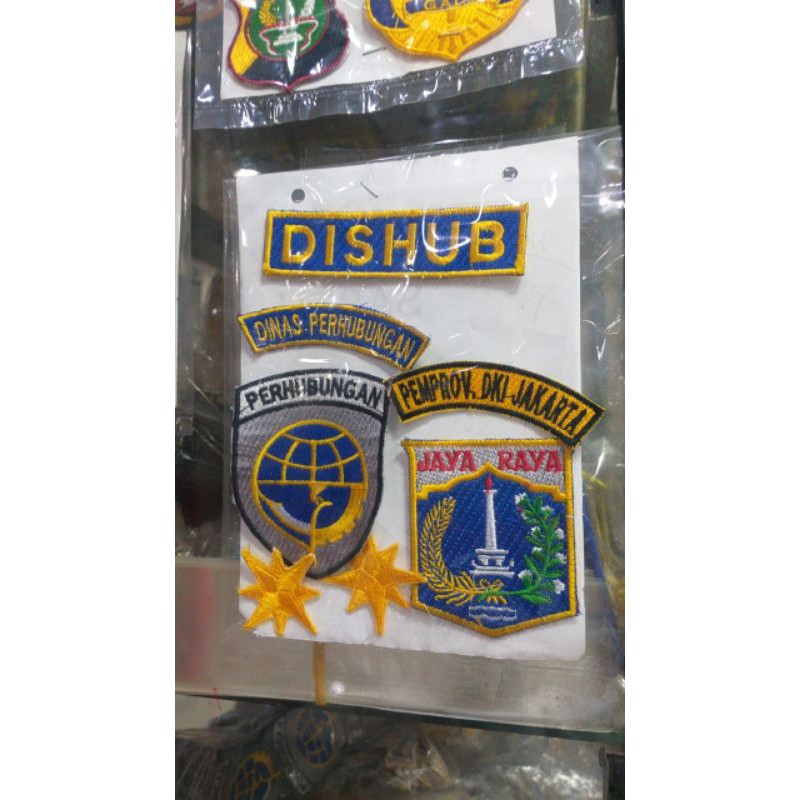 DISHUB
DINAS PERHUBUNGAN
PERHUBUNGAN
PEMPROV. DKI JAKARTA
JAYA RAYA